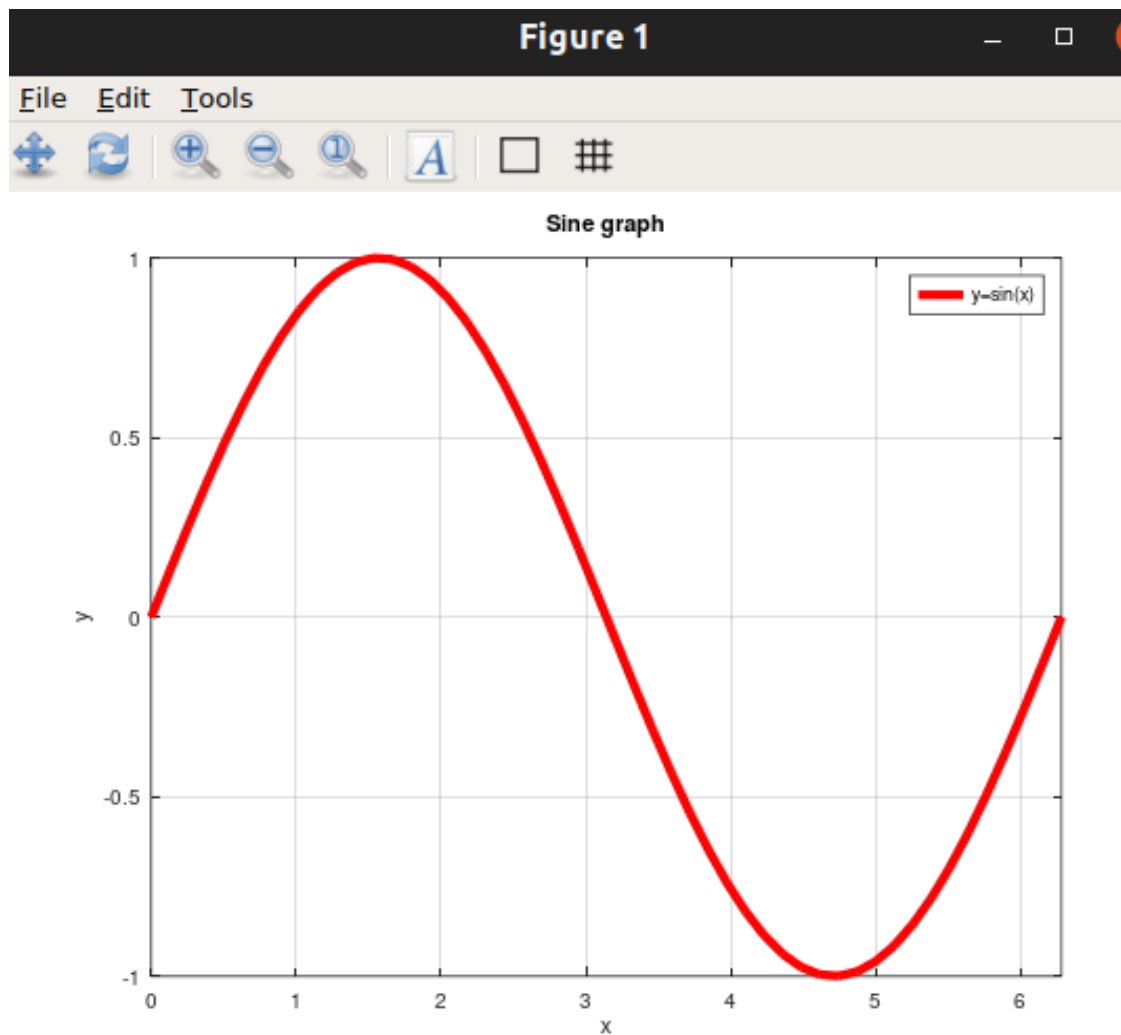 Figure 1
File Edit Tools
A
Sine graph
1
y=sin(x)
0.5
0
y
-0.5
-1
0 1 2 3 4 5 6
x